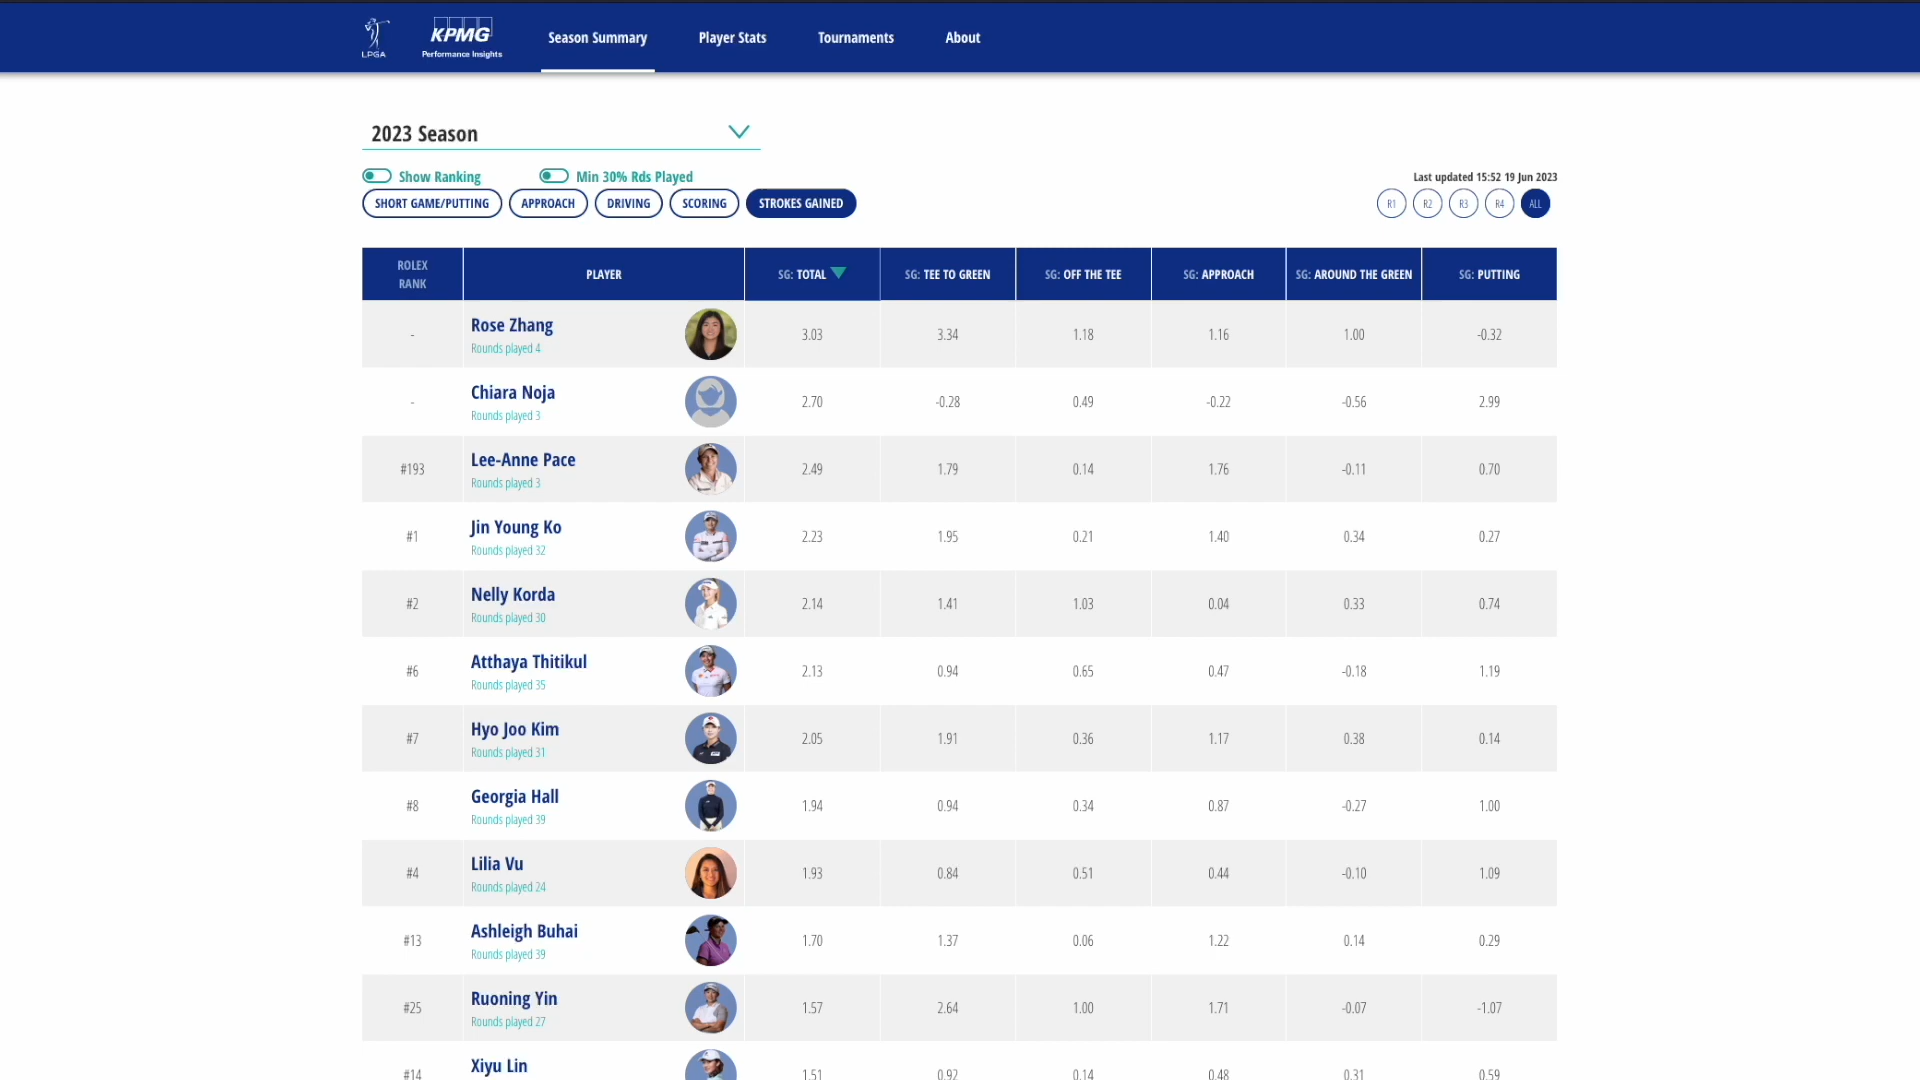 LPGA
KPMG
Performance Insights
Season Summary
Player Stats
Tournaments
About
2023 Season
Show Ranking
Min 30% Rds Played
Last updated 15:52 19 Jun 2023
SHORT GAME/PUTTING
APPROACH
DRIVING
SCORING
STROKES GAINED
R1
R2
R3
R4
ALL
ROLEX
RANK
PLAYER
SG: TOTAL
SG: TEE TO GREEN
SG: OFF THE TEE
SG: APPROACH
SG: AROUND THE GREEN
SG: PUTTING
- Rose Zhang 3.03 3.34 1.18 1.16 1.00 -0.32
Rounds played 4
- Chiara Noja 2.70 -0.28 0.49 -0.22 -0.56 2.99
Rounds played 3
#193 Lee-Anne Pace 2.49 1.79 0.14 1.76 -0.11 0.70
Rounds played 3
#1 Jin Young Ko 2.23 1.95 0.21 1.40 0.34 0.27
Rounds played 32
#2 Nelly Korda 2.14 1.41 1.03 0.04 0.33 0.74
Rounds played 30
#6 Atthaya Thitikul 2.13 0.94 0.65 0.47 -0.18 1.19
Rounds played 35
#7 Hyo Joo Kim 2.05 1.91 0.36 1.17 0.38 0.14
Rounds played 31
#8 Georgia Hall 1.94 0.94 0.34 0.87 -0.27 1.00
Rounds played 39
#4 Lilia Vu 1.93 0.84 0.51 0.44 -0.10 1.09
Rounds played 24
#13 Ashleigh Buhai 1.70 1.37 0.06 1.22 0.14 0.29
Rounds played 39
#25 Ruoning Yin 1.57 2.64 1.00 1.71 -0.07 -1.07
Rounds played 27
#14 Xiyu Lin 1.51 0.92 0.14 0.48 0.31 0.59